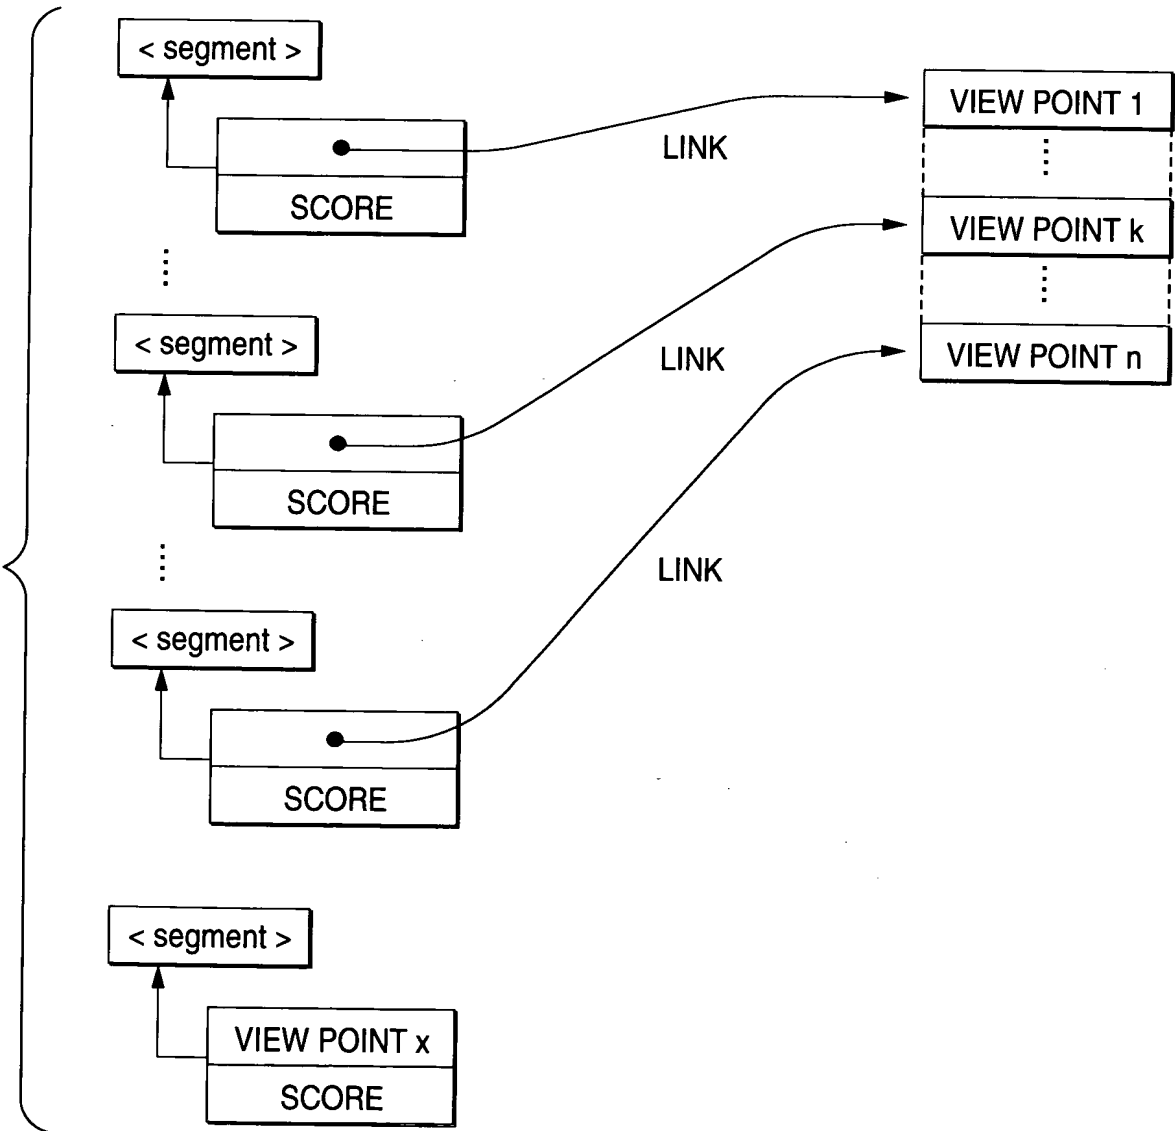 < segment >
SCORE
LINK
VIEW POINT 1
VIEW POINT k
VIEW POINT n
< segment >
SCORE
LINK
< segment >
SCORE
LINK
< segment >
VIEW POINT x
SCORE